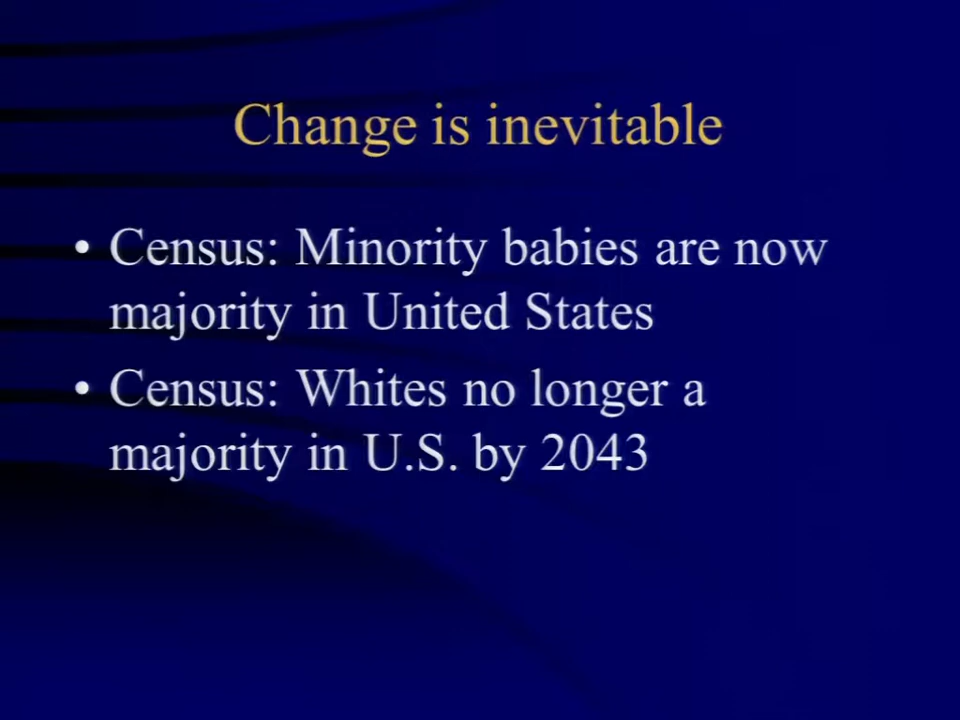 Change is inevitable
• Census: Minority babies are now
majority in United States
• Census: Whites no longer a
majority in U.S. by 2043